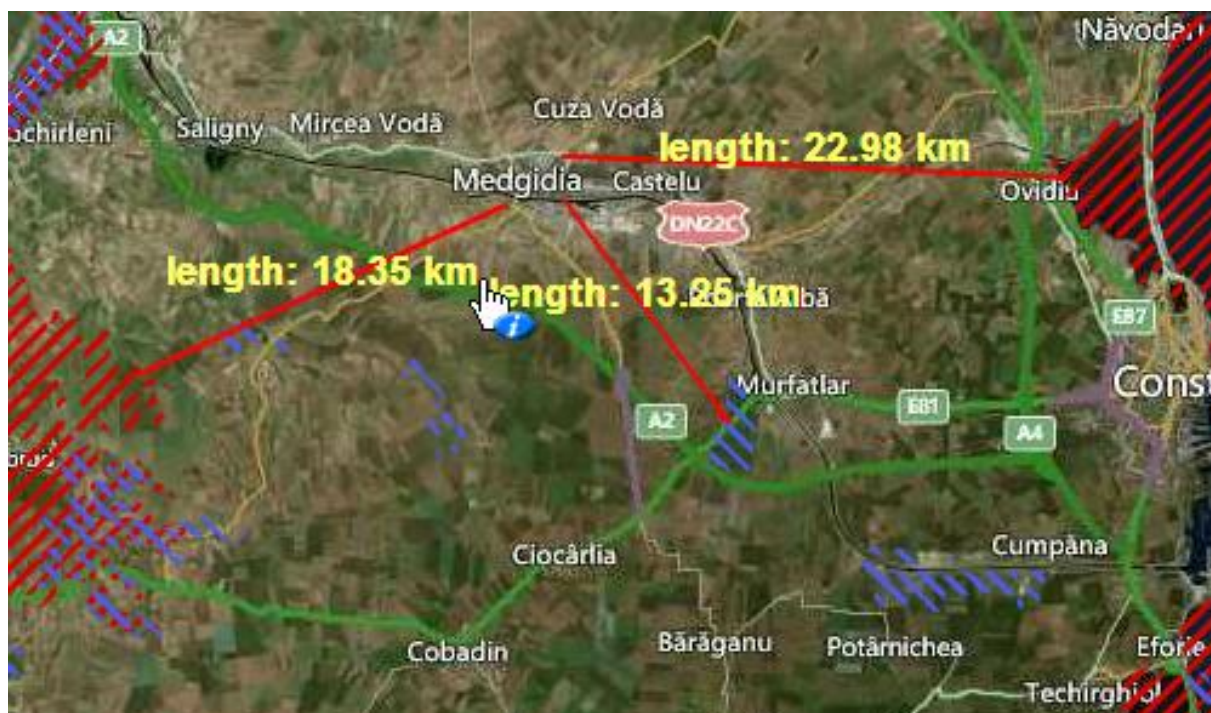 A2
Năvodari
Cuza Vodă
Saligny
Mircea Vodă
ochirleni
length: 22.98 km
Medgidia
Castelu
Ovidiu
DN22C
length: 18.35 km
length: 13.25 km
E87
Murfatlar
Const
E81
A2
A4
Ciocârlia
Cumpăna
Cobadin
Bărăganu
Potârnichea
Eforie
Techirghiol